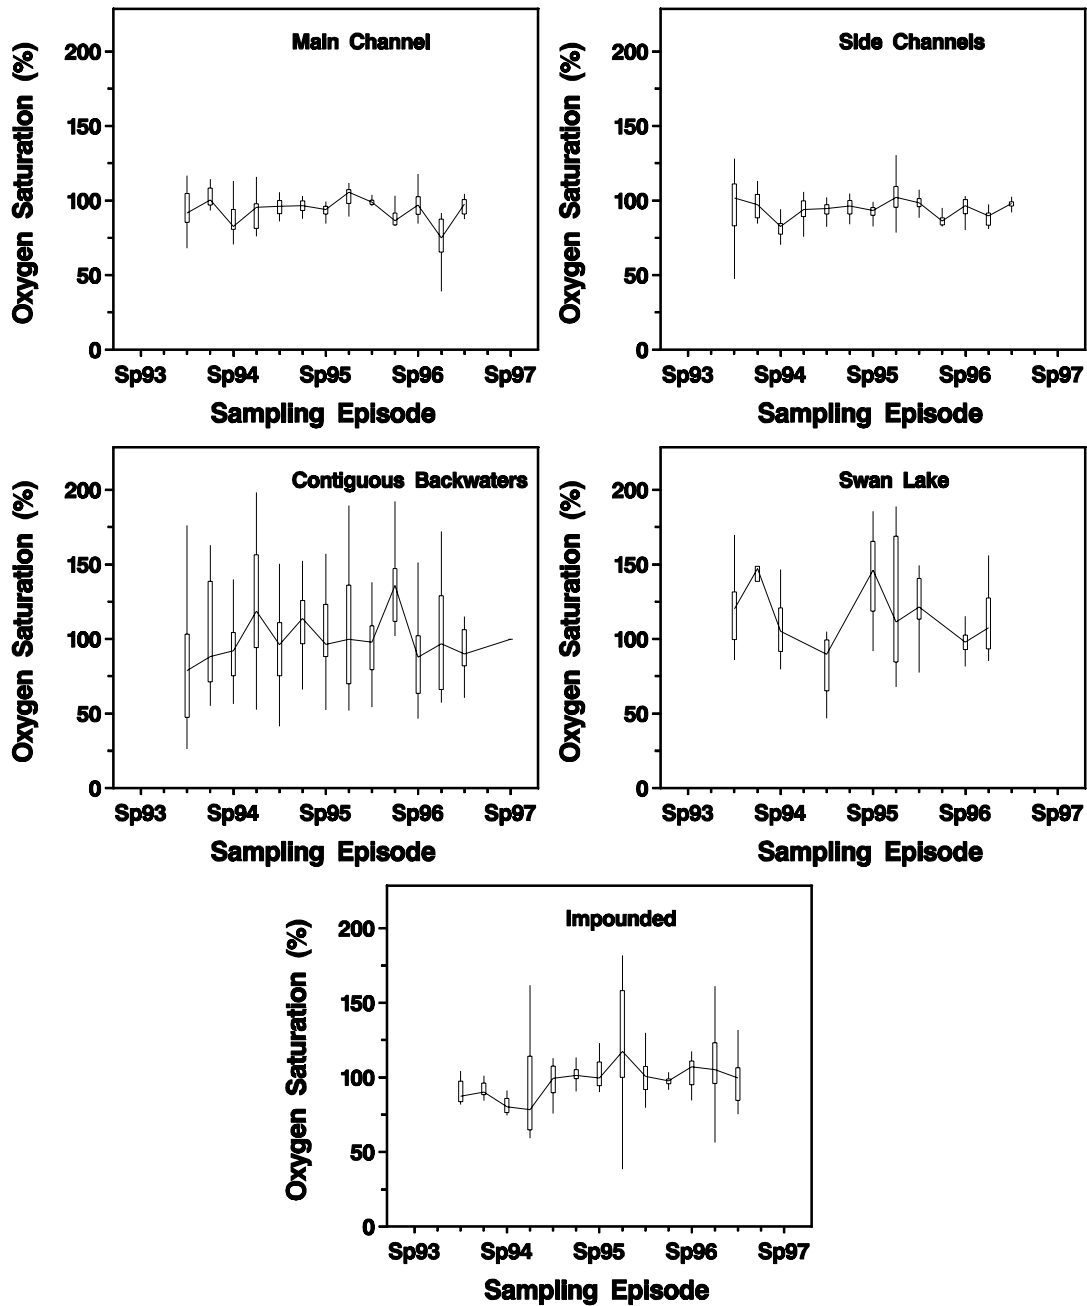 Main Channel
Oxygen Saturation (%)
200
150
100
50
0
Sp93 Sp94 Sp95 Sp96 Sp97
Sampling Episode
Side Channels
Oxygen Saturation (%)
200
150
100
50
0
Sp93 Sp94 Sp95 Sp96 Sp97
Sampling Episode
Contiguous Backwaters
Oxygen Saturation (%)
200
150
100
50
0
Sp93 Sp94 Sp95 Sp96 Sp97
Sampling Episode
Swan Lake
Oxygen Saturation (%)
200
150
100
50
0
Sp93 Sp94 Sp95 Sp96 Sp97
Sampling Episode
Impounded
Oxygen Saturation (%)
200
150
100
50
0
Sp93 Sp94 Sp95 Sp96 Sp97
Sampling Episode